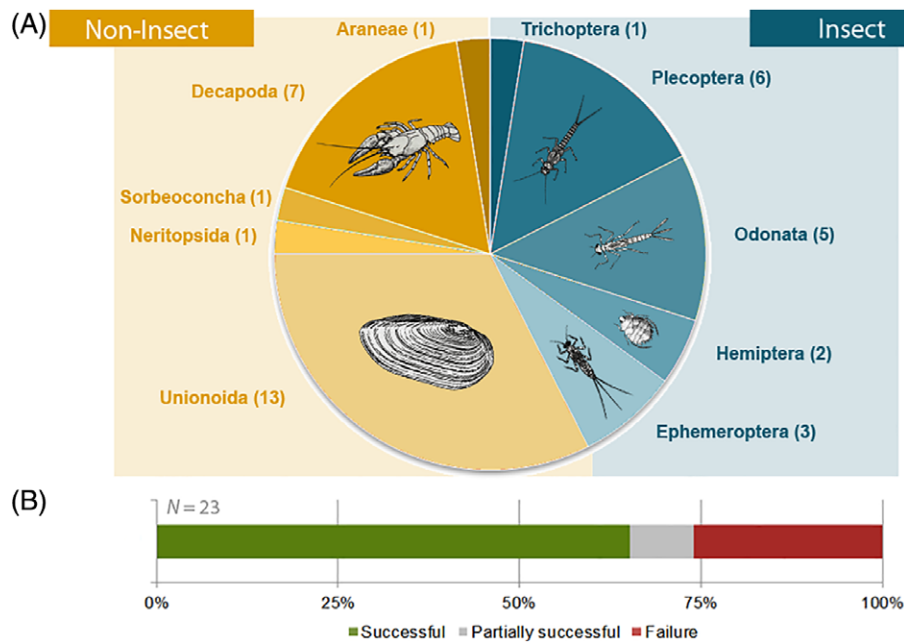 (A)
Non-Insect
Araneae (1)
Trichoptera (1)
Insect
Decapoda (7)
Plecoptera (6)
Sorbeoconcha (1)
Neritopsida (1)
Odonata (5)
Hemiptera (2)
Unionoida (13)
Ephemeroptera (3)
(B)
N = 23
0% 25% 50% 75% 100%
Successful Partially successful Failure